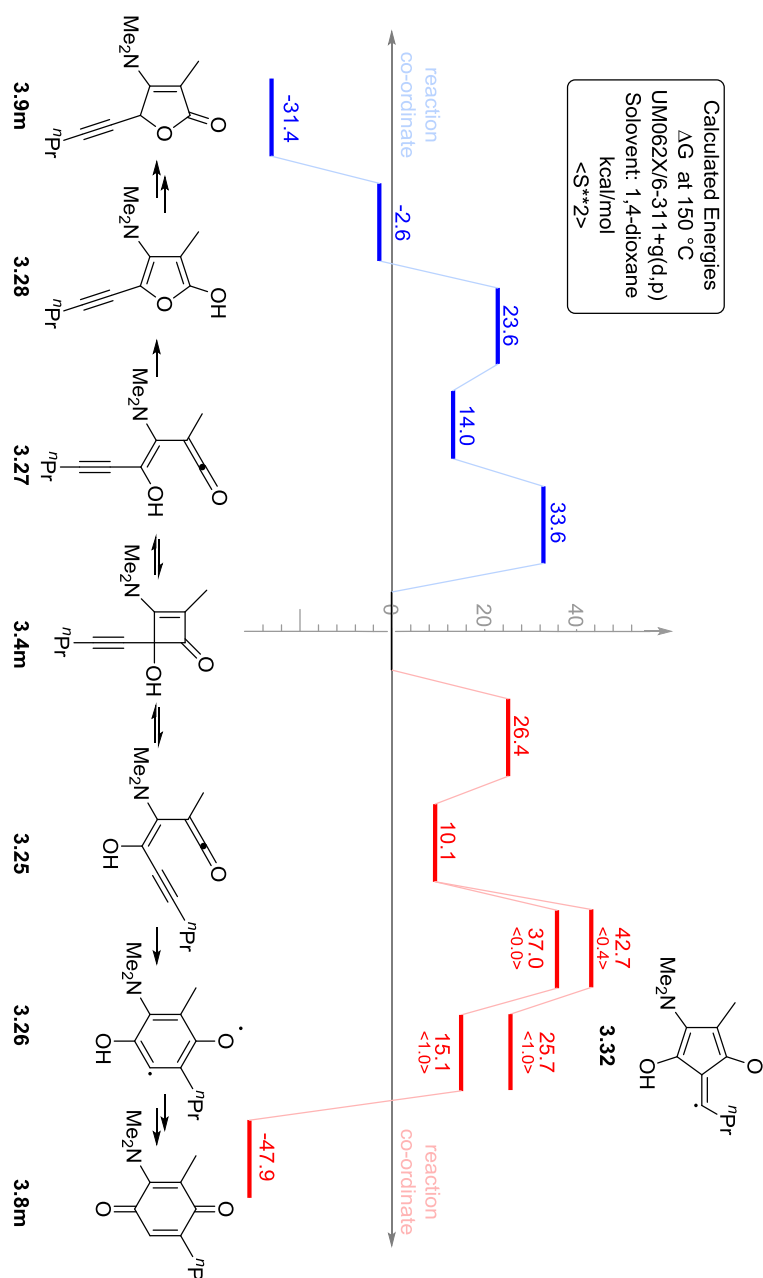 Calculated Energies
ΔG at 150 °C
UM062X/6-311+g(d,p)
Solovent: 1,4-dioxane
kcal/mol
<S**2>
O
ⁿPr
Me₂N
OH
3.32
40
20
0
33.6
23.6
14.0
-2.6
-31.4
26.4
10.1
42.7
<0.4>
37.0
<0.0>
25.7
<1.0>
15.1
<1.0>
-47.9
reaction
co-ordinate
reaction
co-ordinate
Me₂N
O
O
ⁿPr
3.9m
Me₂N
OH
O
ⁿPr
3.28
Me₂N
O
OH
ⁿPr
3.27
Me₂N
O
OH
ⁿPr
3.4m
Me₂N
O
OH
ⁿPr
3.25
Me₂N
O
OH
ⁿPr
3.26
Me₂N
O
O
ⁿPr
3.8m